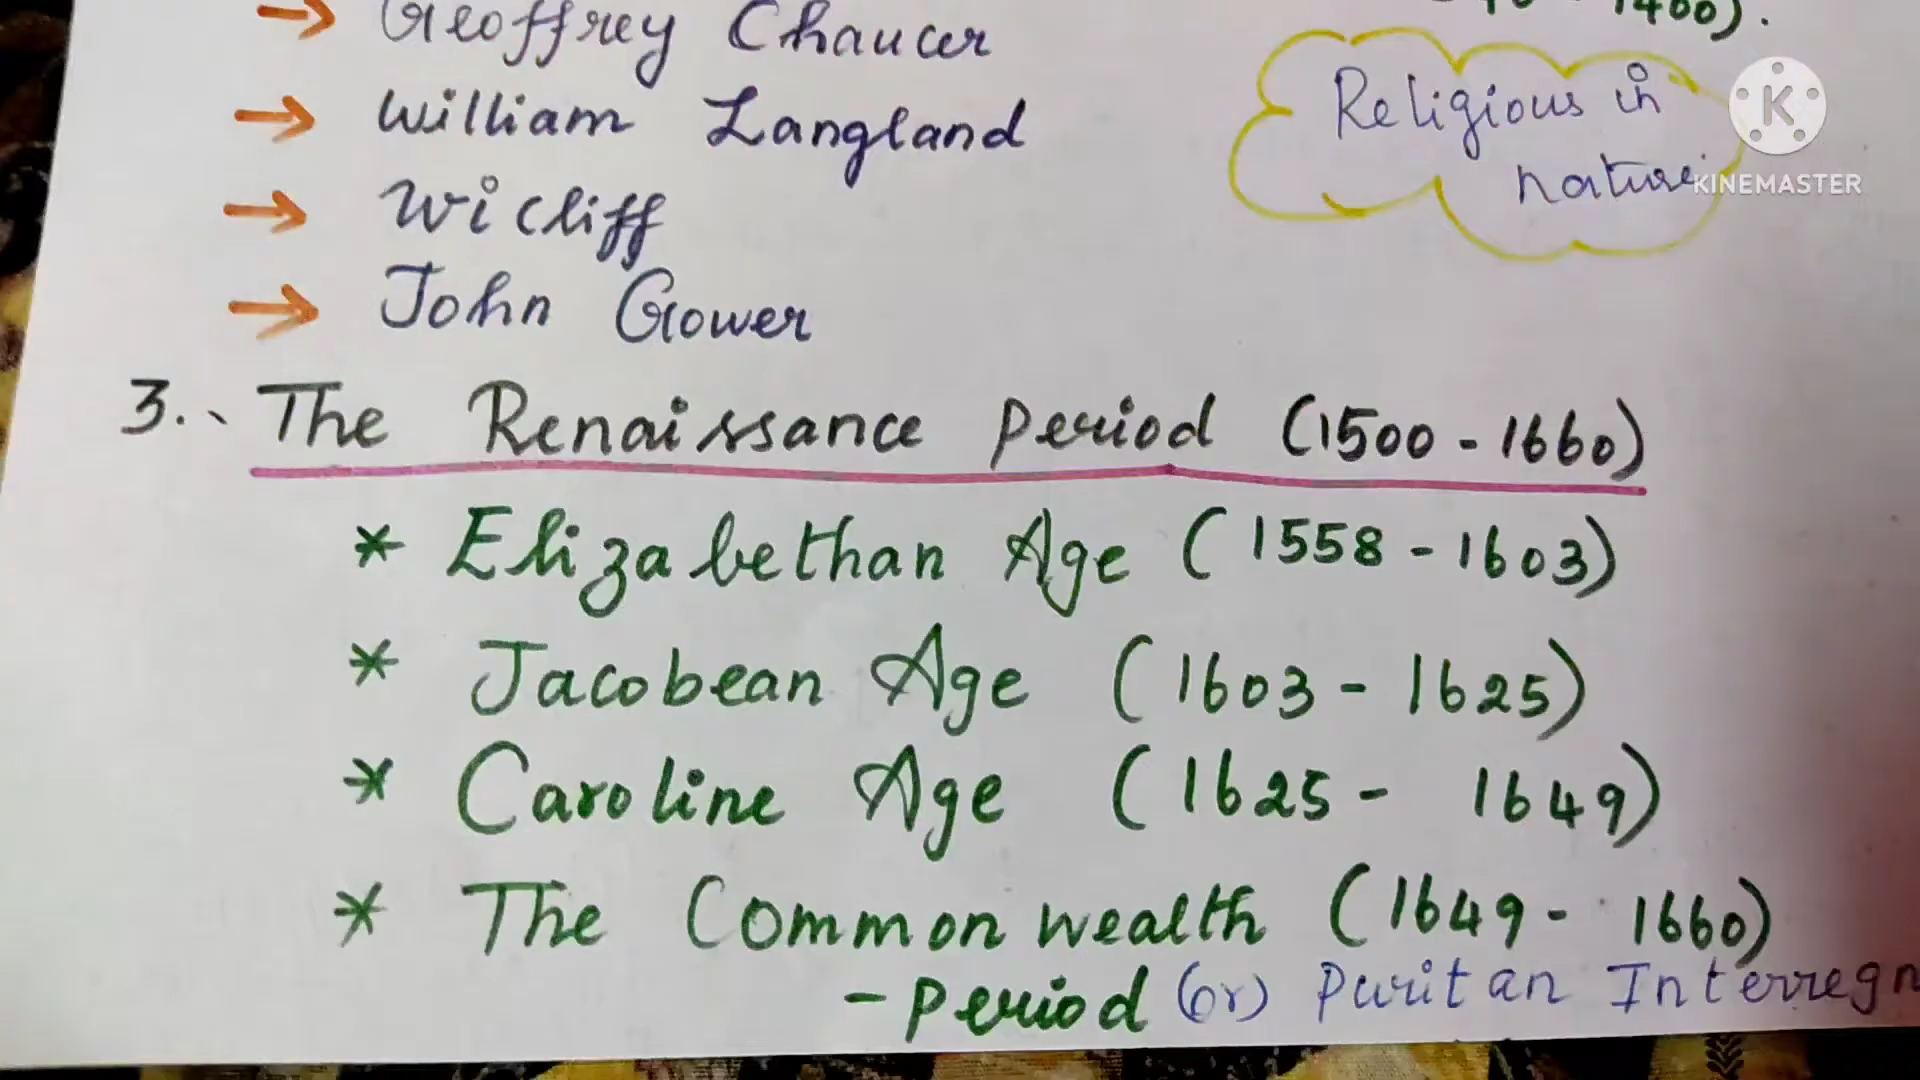 → Geoffrey Chaucer
1400).
→ William Langland
Religious in
nature
KINEMASTER
→ Wicliff
→ John Gower
3. The Renaissance period (1500-1660)
* Elizabethan Age (1558-1603)
* Jacobean Age (1603-1625)
* Caroline Age (1625-1649)
* The Commonwealth (1649-1660)
- period (or) Puritan Interregn